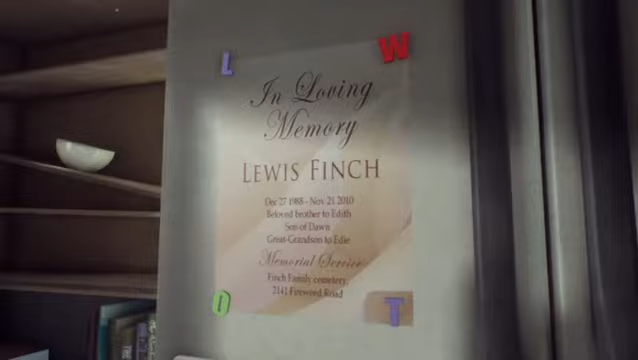 L
W
In Loving
Memory
LEWIS FINCH
Dec 27 1988 - Nov 21 2010
Beloved brother to Edith
Son of Dawn
Great-Grandson to Edie
Memorial Service
Finch Family cemetery,
2141 Fireweed Road
T